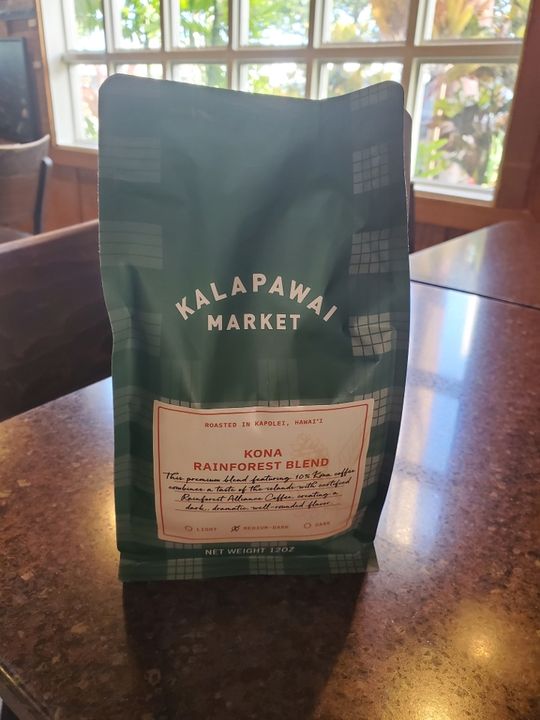 KALAPAWAI
MARKET
ROASTED IN KAPOLEI, HAWAI'I
KONA
RAINFOREST BLEND
This premium blend featuring 10% Kona coffee
combines a taste of the islands with certified
Rainforest Alliance Coffee creating a
dark, dramatic well-rounded flavor.
LIGHT MEDIUM-DARK DARK
NET WEIGHT 12OZ